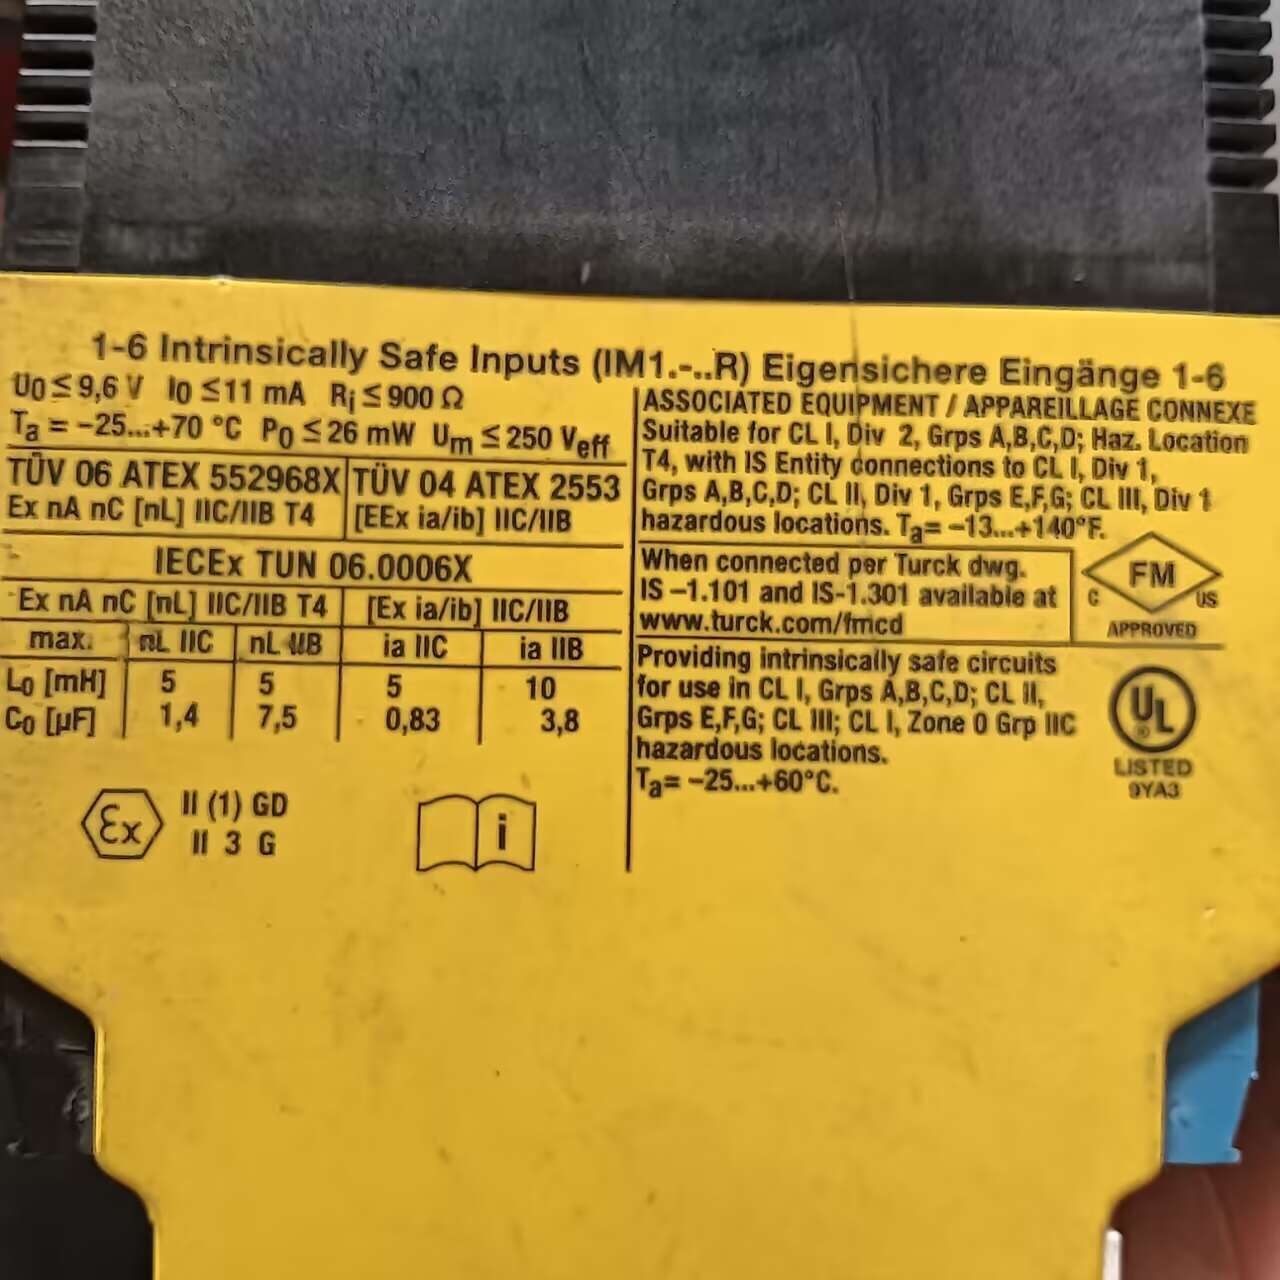 1-6 Intrinsically Safe Inputs (IM1.-..R) Eigensichere Eingänge 1-6
U0 ≤ 9,6 V I0 ≤ 11 mA Ri ≤ 900 Ω
Ta = −25...+70 °C P0 ≤ 26 mW Um ≤ 250 Veff
TÜV 06 ATEX 552968X
Ex nA nC [nL] IIC/IIB T4
TÜV 04 ATEX 2553
[EEx ia/ib] IIC/IIB
IECEx TUN 06.0006X
Ex nA nC [nL] IIC/IIB T4 [Ex ia/ib] IIC/IIB
max. nL IIC nL IIB ia IIC ia IIB
L0 [mH] 5 5 5 10
C0 [µF] 1,4 7,5 0,83 3,8
Ex II (1) GD
II 3 G
i
ASSOCIATED EQUIPMENT / APPAREILLAGE CONNEXE
Suitable for CL I, Div 2, Grps A,B,C,D; Haz. Location
T4, with IS Entity connections to CL I, Div 1,
Grps A,B,C,D; CL II, Div 1, Grps E,F,G; CL III, Div 1
hazardous locations. Ta= −13...+140°F.
When connected per Turck dwg.
IS −1.101 and IS-1.301 available at
www.turck.com/fmcd
C FM US
APPROVED
Providing intrinsically safe circuits
for use in CL I, Grps A,B,C,D; CL II,
Grps E,F,G; CL III; CL I, Zone 0 Grp IIC
hazardous locations.
Ta= −25...+60°C.
UL ®
LISTED
9YA3